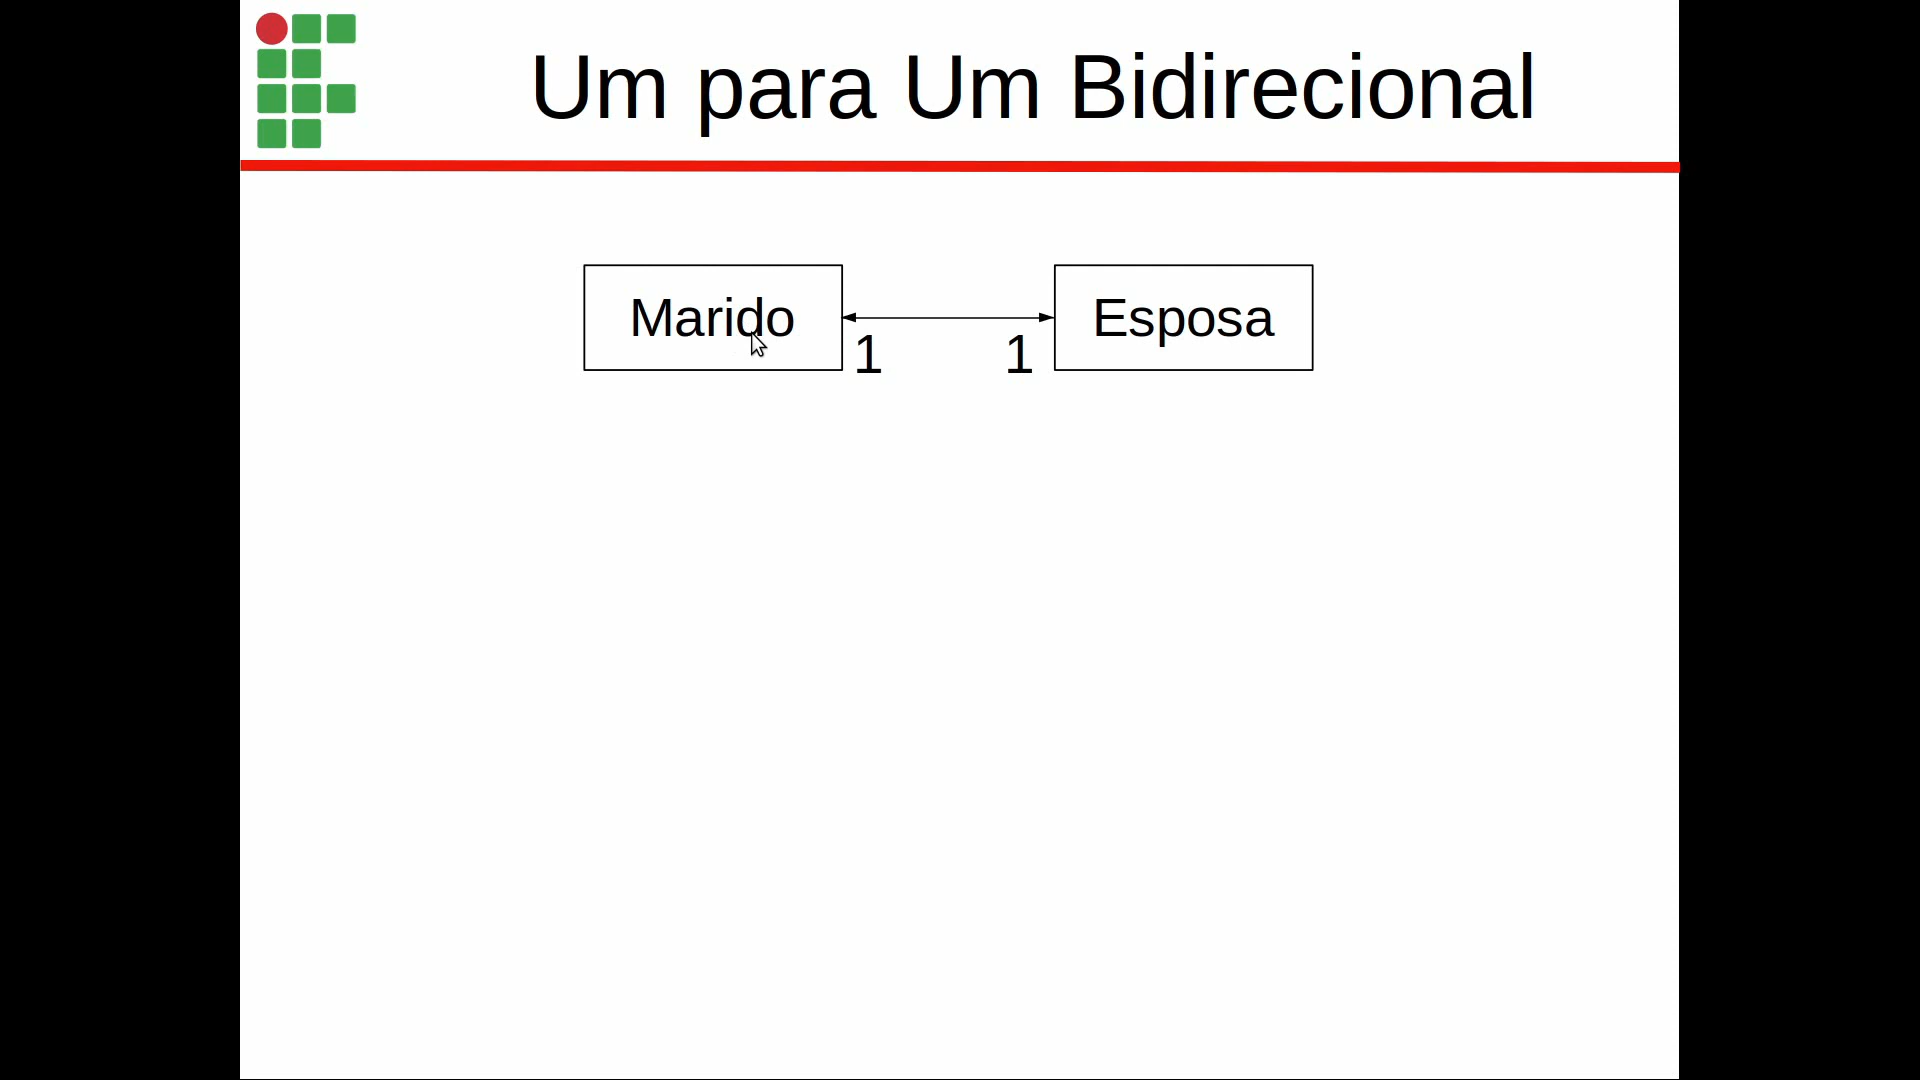 Um para Um Bidirecional
Marido
Esposa
1
1